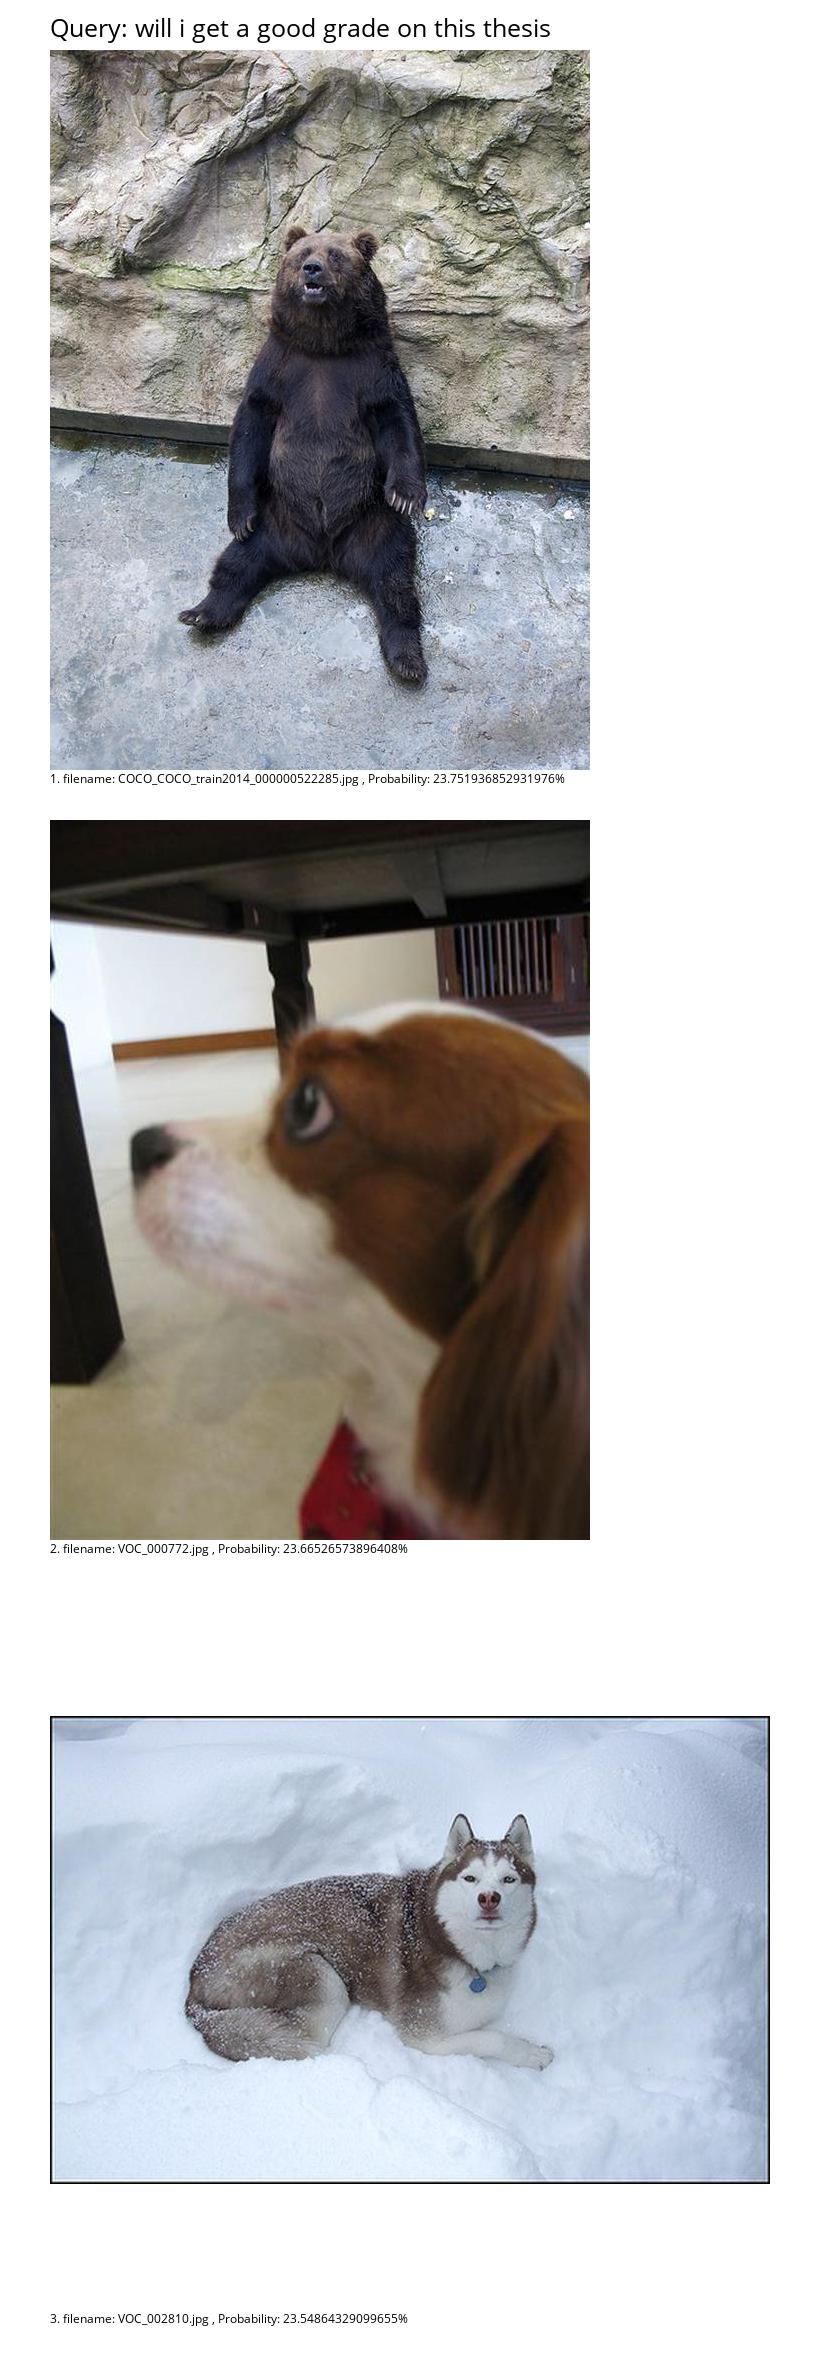 Query: will i get a good grade on this thesis
1. filename: COCO_COCO_train2014_000000522285.jpg , Probability: 23.751936852931976%
2. filename: VOC_000772.jpg , Probability: 23.66526573896408%
3. filename: VOC_002810.jpg , Probability: 23.54864329099655%